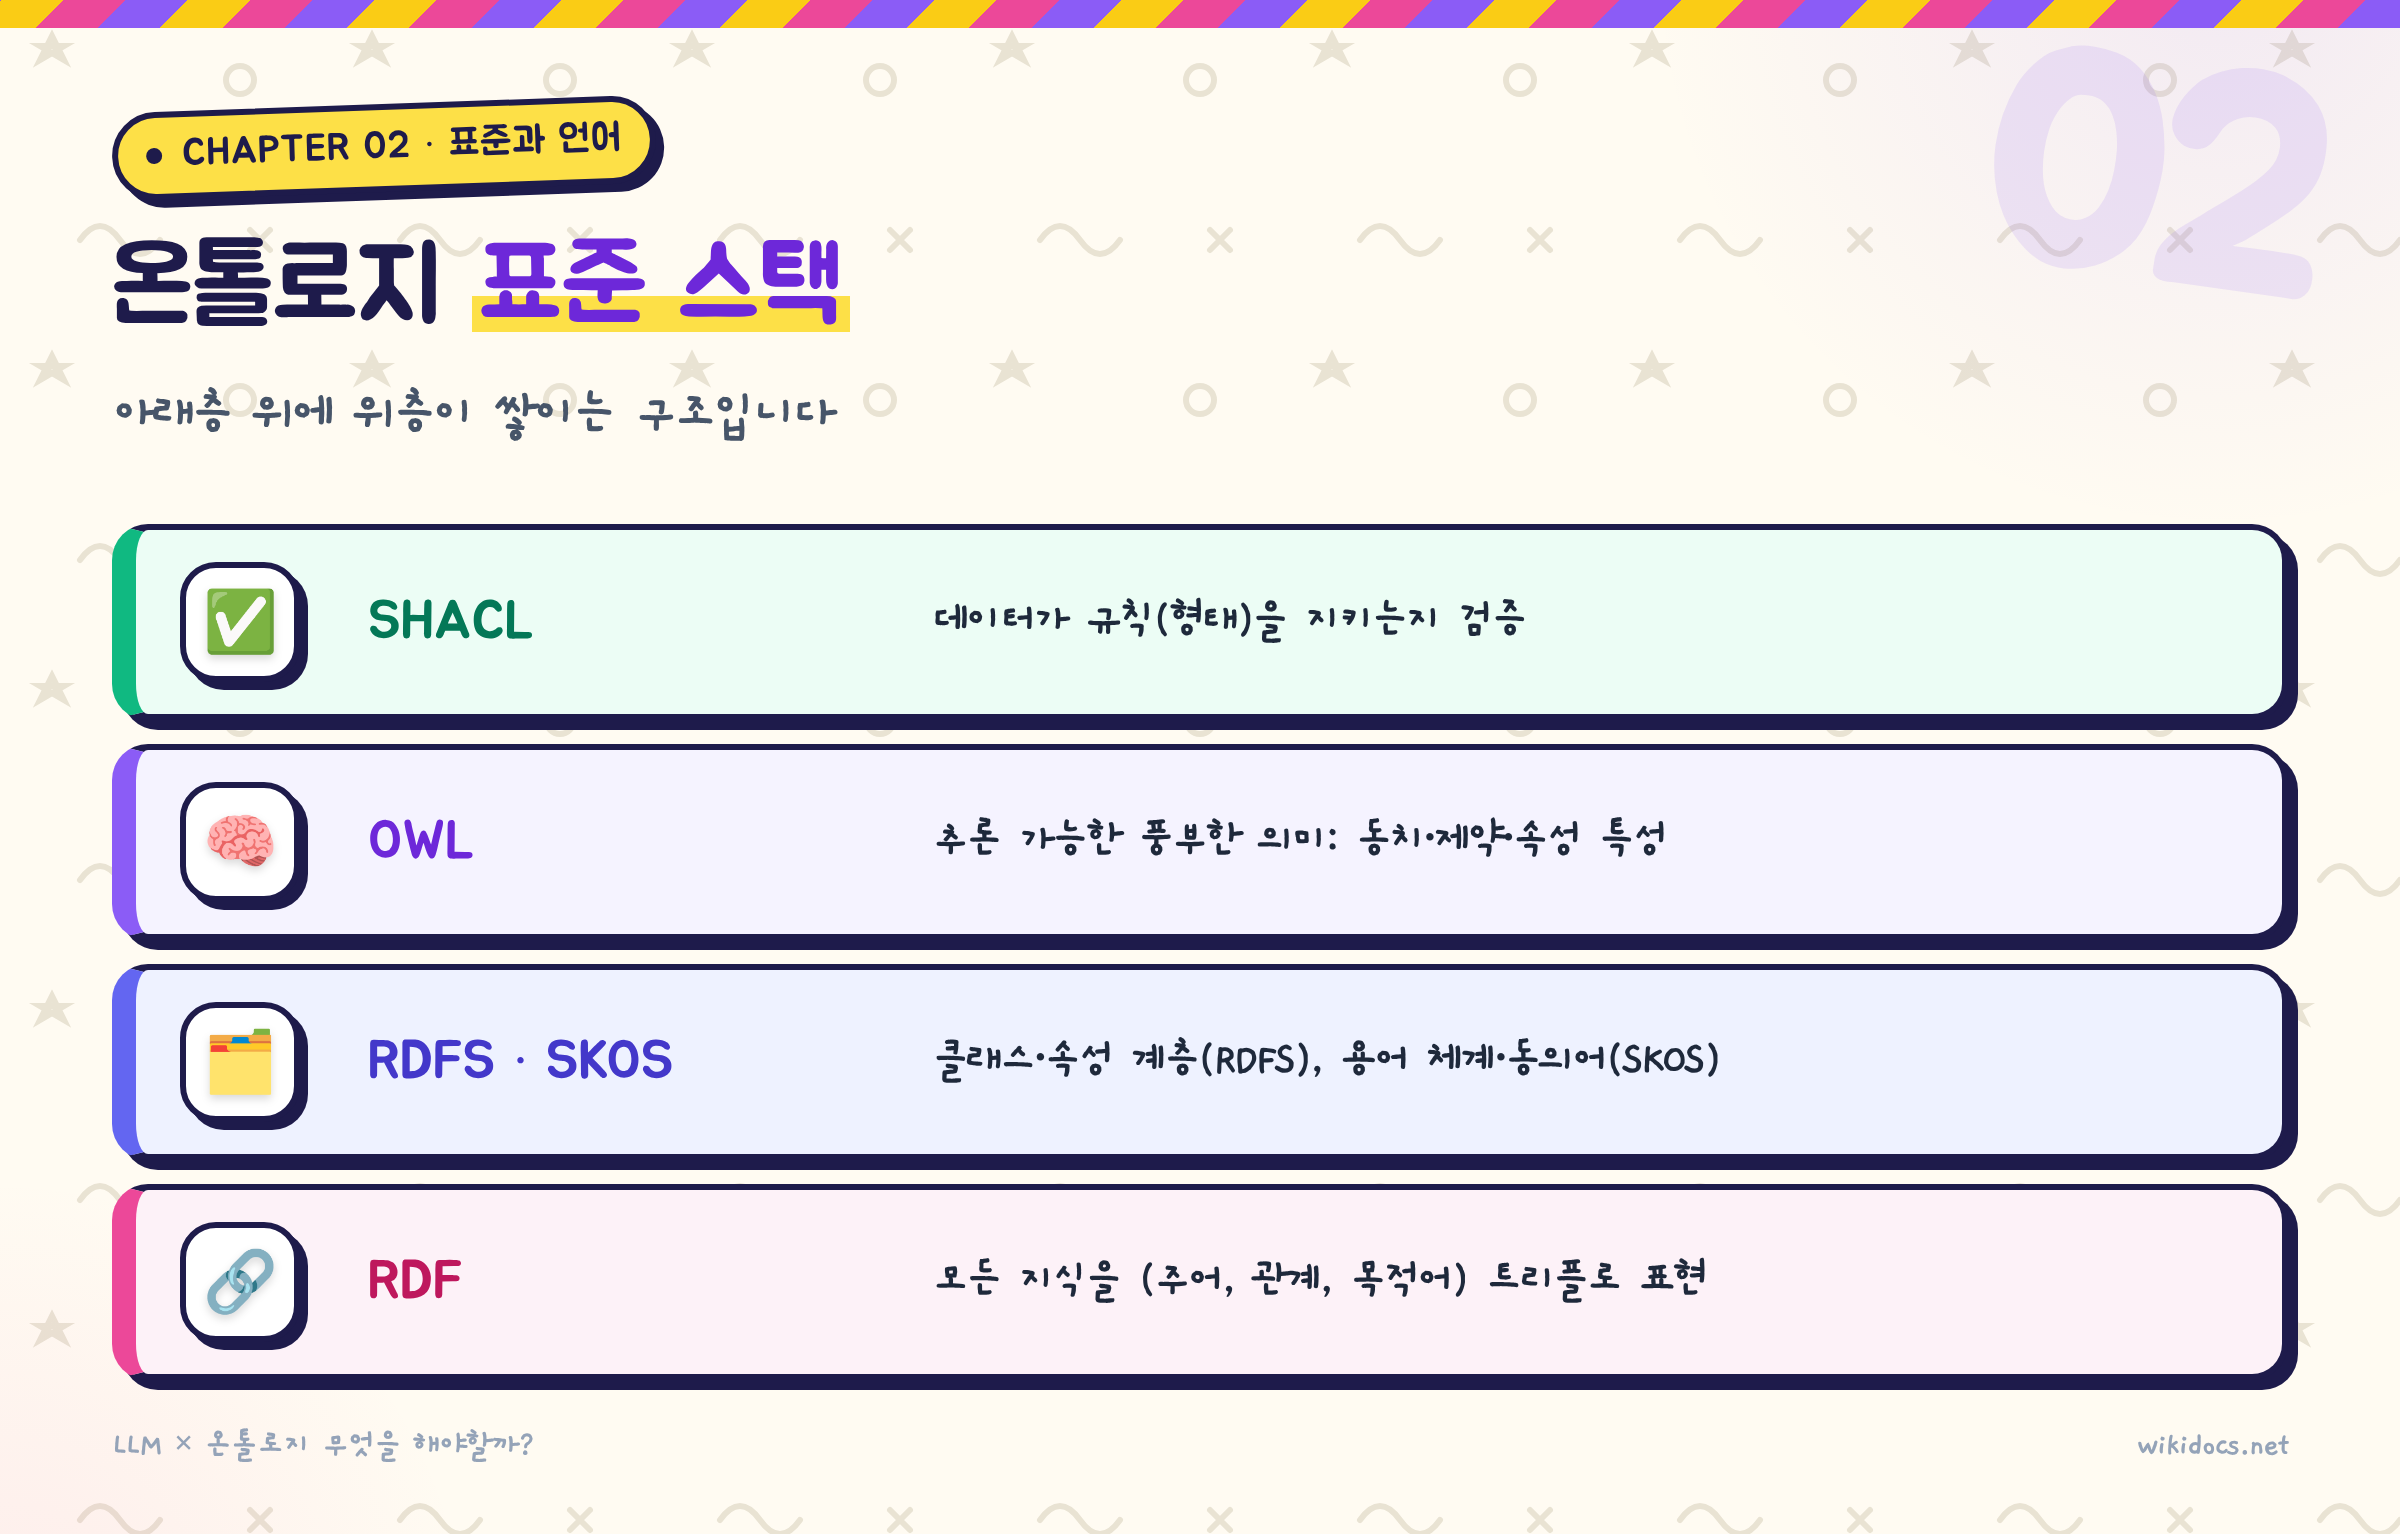 02
CHAPTER 02 · 표준과 언어
온톨로지 표준 스택
아래층 위에 위층이 쌓이는 구조입니다
SHACL 데이터가 규칙(형태)을 지키는지 검증
OWL 추론 가능한 풍부한 의미: 동치·제약·속성 특성
RDFS · SKOS 클래스·속성 계층(RDFS), 용어 체계·동의어(SKOS)
RDF 모든 지식을 (주어, 관계, 목적어) 트리플로 표현
LLM × 온톨로지 무엇을 해야할까?
wikidocs.net